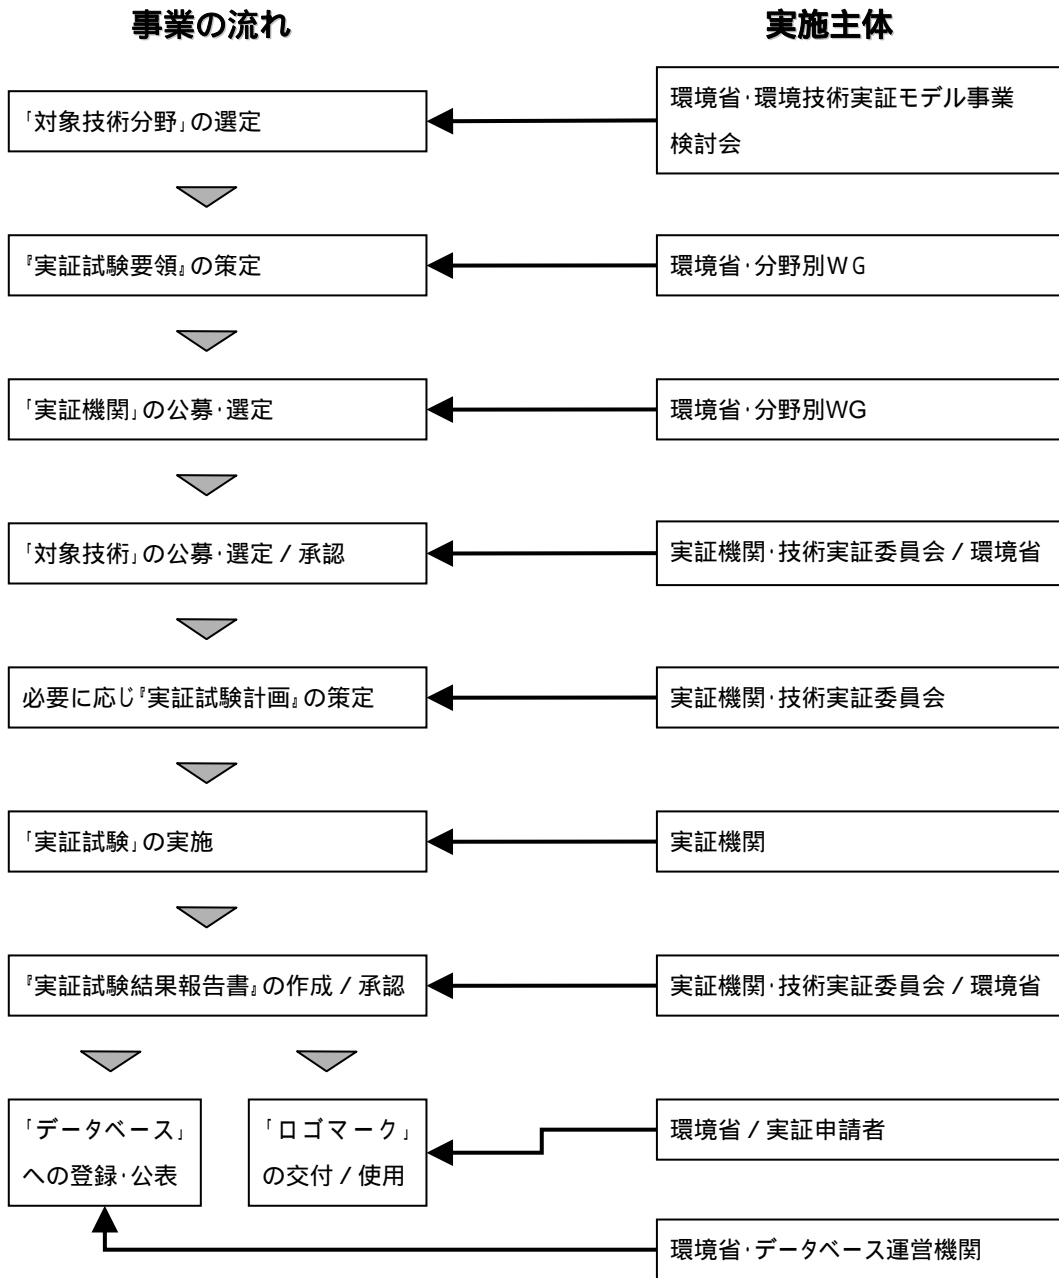 事業の流れ
実施主体
「対象技術分野」の選定
環境省・環境技術実証モデル事業
検討会
『実証試験要領』の策定
環境省・分野別WG
「実証機関」の公募・選定
環境省・分野別WG
「対象技術」の公募・選定 / 承認
実証機関・技術実証委員会 / 環境省
必要に応じ『実証試験計画』の策定
実証機関・技術実証委員会
「実証試験」の実施
実証機関
『実証試験結果報告書』の作成 / 承認
実証機関・技術実証委員会 / 環境省
「データベース」
への登録・公表
「ロゴマーク」
の交付 / 使用
環境省 / 実証申請者
環境省・データベース運営機関